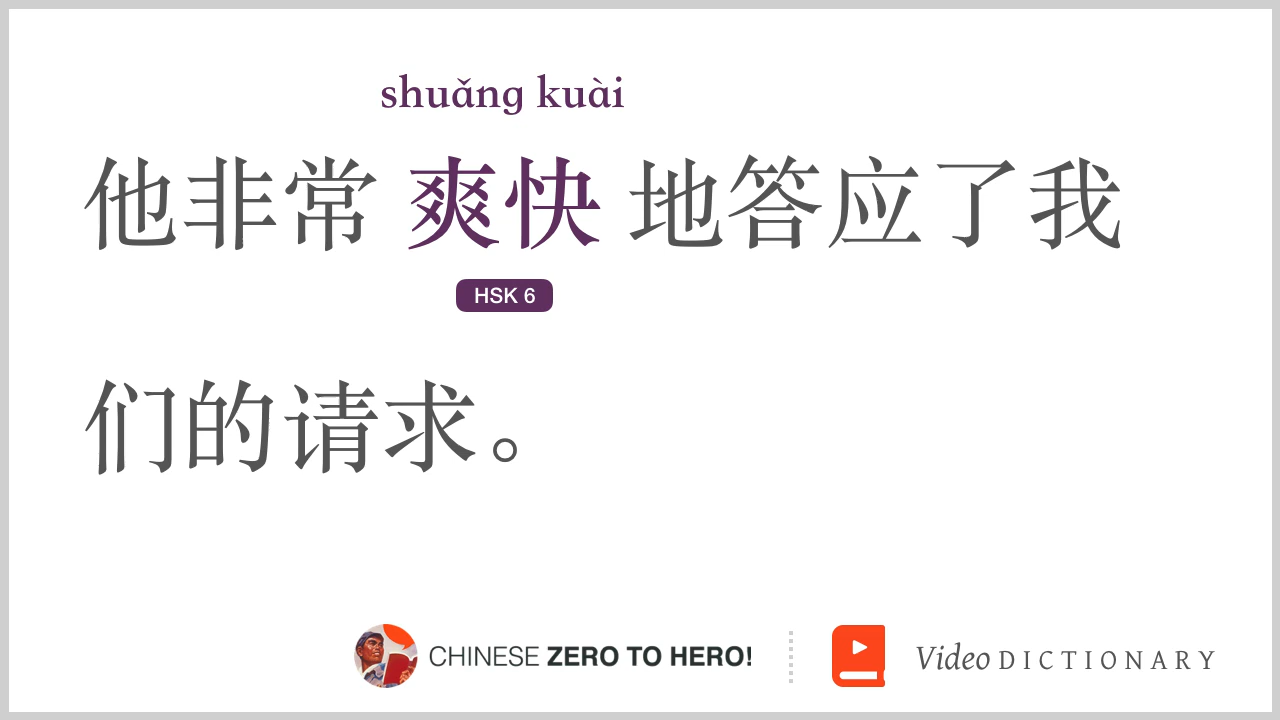 shuǎng kuài
他非常 爽快 地答应了我
HSK 6
们的请求。
CHINESE ZERO TO HERO!
Video DICTIONARY